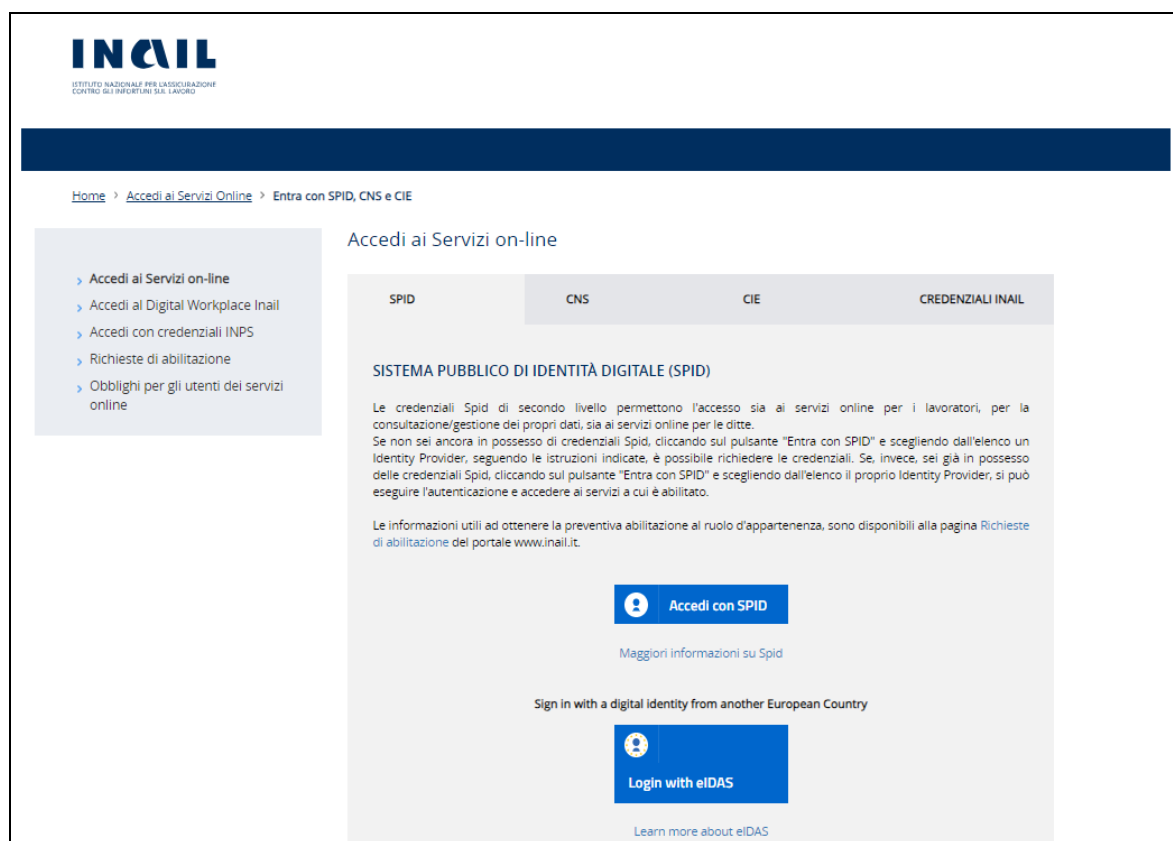 INAIL
ISTITUTO NAZIONALE PER L'ASSICURAZIONE
CONTRO GLI INFORTUNI SUL LAVORO
Home > Accedi ai Servizi Online > Entra con SPID, CNS e CIE
Accedi ai Servizi on-line
Accedi al Digital Workplace Inail
Accedi con credenziali INPS
Richieste di abilitazione
Obblighi per gli utenti dei servizi
online
Accedi ai Servizi on-line
SPID CNS CIE CREDENZIALI INAIL
SISTEMA PUBBLICO DI IDENTITÀ DIGITALE (SPID)
Le credenziali Spid di secondo livello permettono l'accesso sia ai servizi online per i lavoratori, per la
consultazione/gestione dei propri dati, sia ai servizi online per le ditte.
Se non sei ancora in possesso di credenziali Spid, cliccando sul pulsante "Entra con SPID" e scegliendo dall'elenco un
Identity Provider, seguendo le istruzioni indicate, è possibile richiedere le credenziali. Se, invece, sei già in possesso
delle credenziali Spid, cliccando sul pulsante "Entra con SPID" e scegliendo dall'elenco il proprio Identity Provider, si può
eseguire l'autenticazione e accedere ai servizi a cui è abilitato.
Le informazioni utili ad ottenere la preventiva abilitazione al ruolo d'appartenenza, sono disponibili alla pagina Richieste
di abilitazione del portale www.inail.it.
Accedi con SPID
Maggiori informazioni su Spid
Sign in with a digital identity from another European Country
Login with eIDAS
Learn more about eIDAS